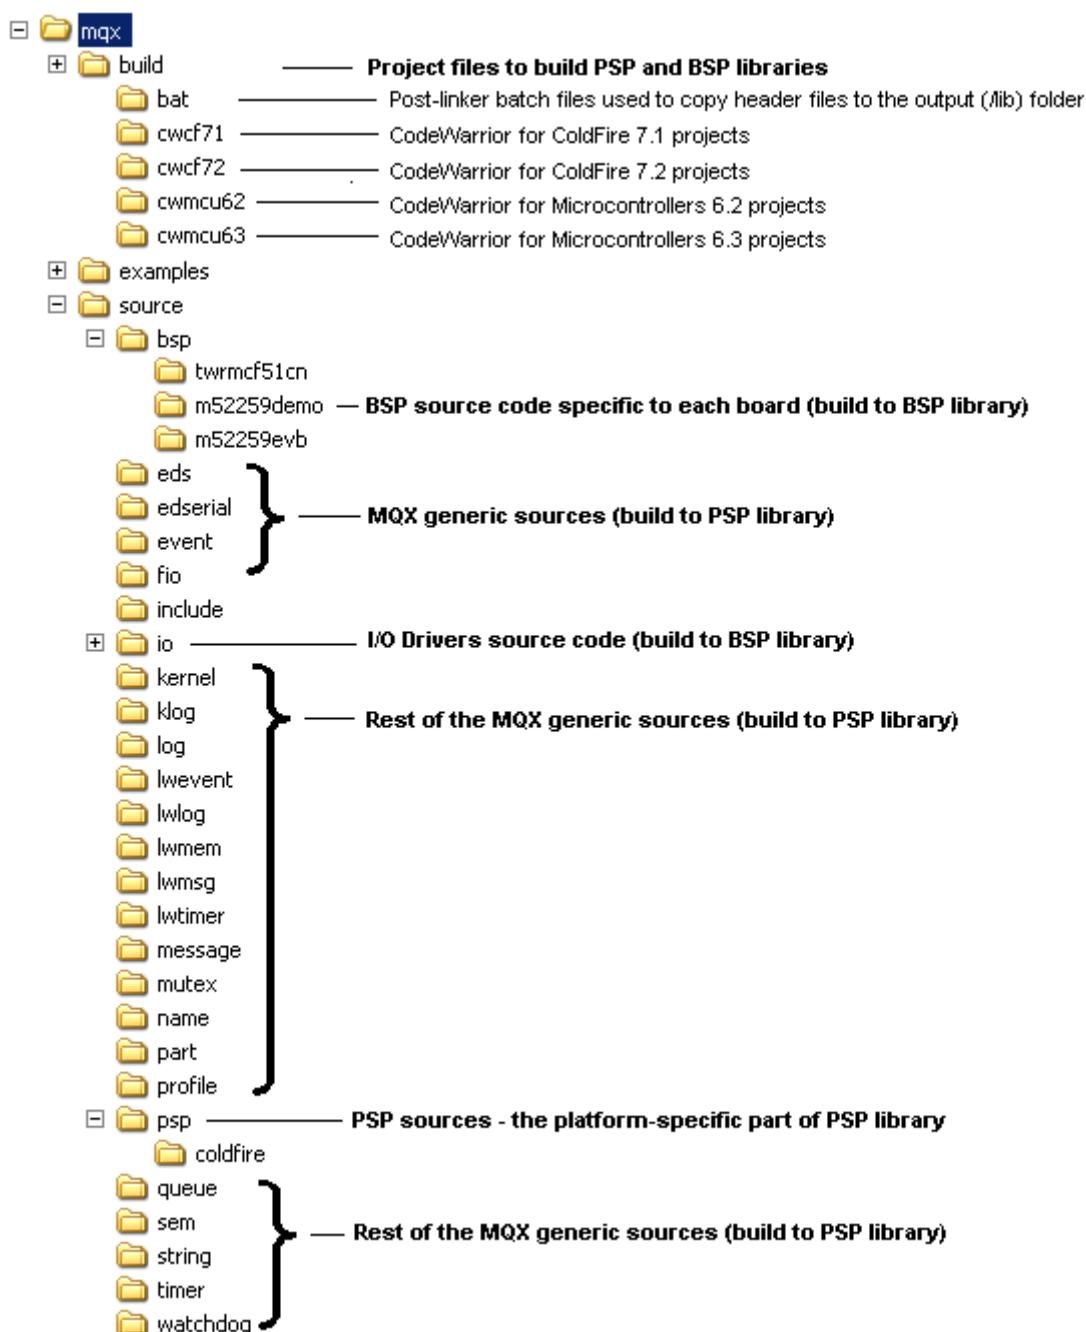 mqx
build Project files to build PSP and BSP libraries
bat Post-linker batch files used to copy header files to the output (/lib) folder
cwcf71 CodeWarrior for ColdFire 7.1 projects
cwcf72 CodeWarrior for ColdFire 7.2 projects
cwmcu62 CodeWarrior for Microcontrollers 6.2 projects
cwmcu63 CodeWarrior for Microcontrollers 6.3 projects
examples
source
bsp
twrmcf51cn
m52259demo BSP source code specific to each board (build to BSP library)
m52259evb
eds
edserial MQX generic sources (build to PSP library)
event
fio
include
io I/O Drivers source code (build to BSP library)
kernel
klog Rest of the MQX generic sources (build to PSP library)
log
lwevent
lwlog
lwmem
lwmsg
lwtimer
message
mutex
name
part
profile
psp PSP sources - the platform-specific part of PSP library
coldfire
queue
sem Rest of the MQX generic sources (build to PSP library)
string
timer
watchdog